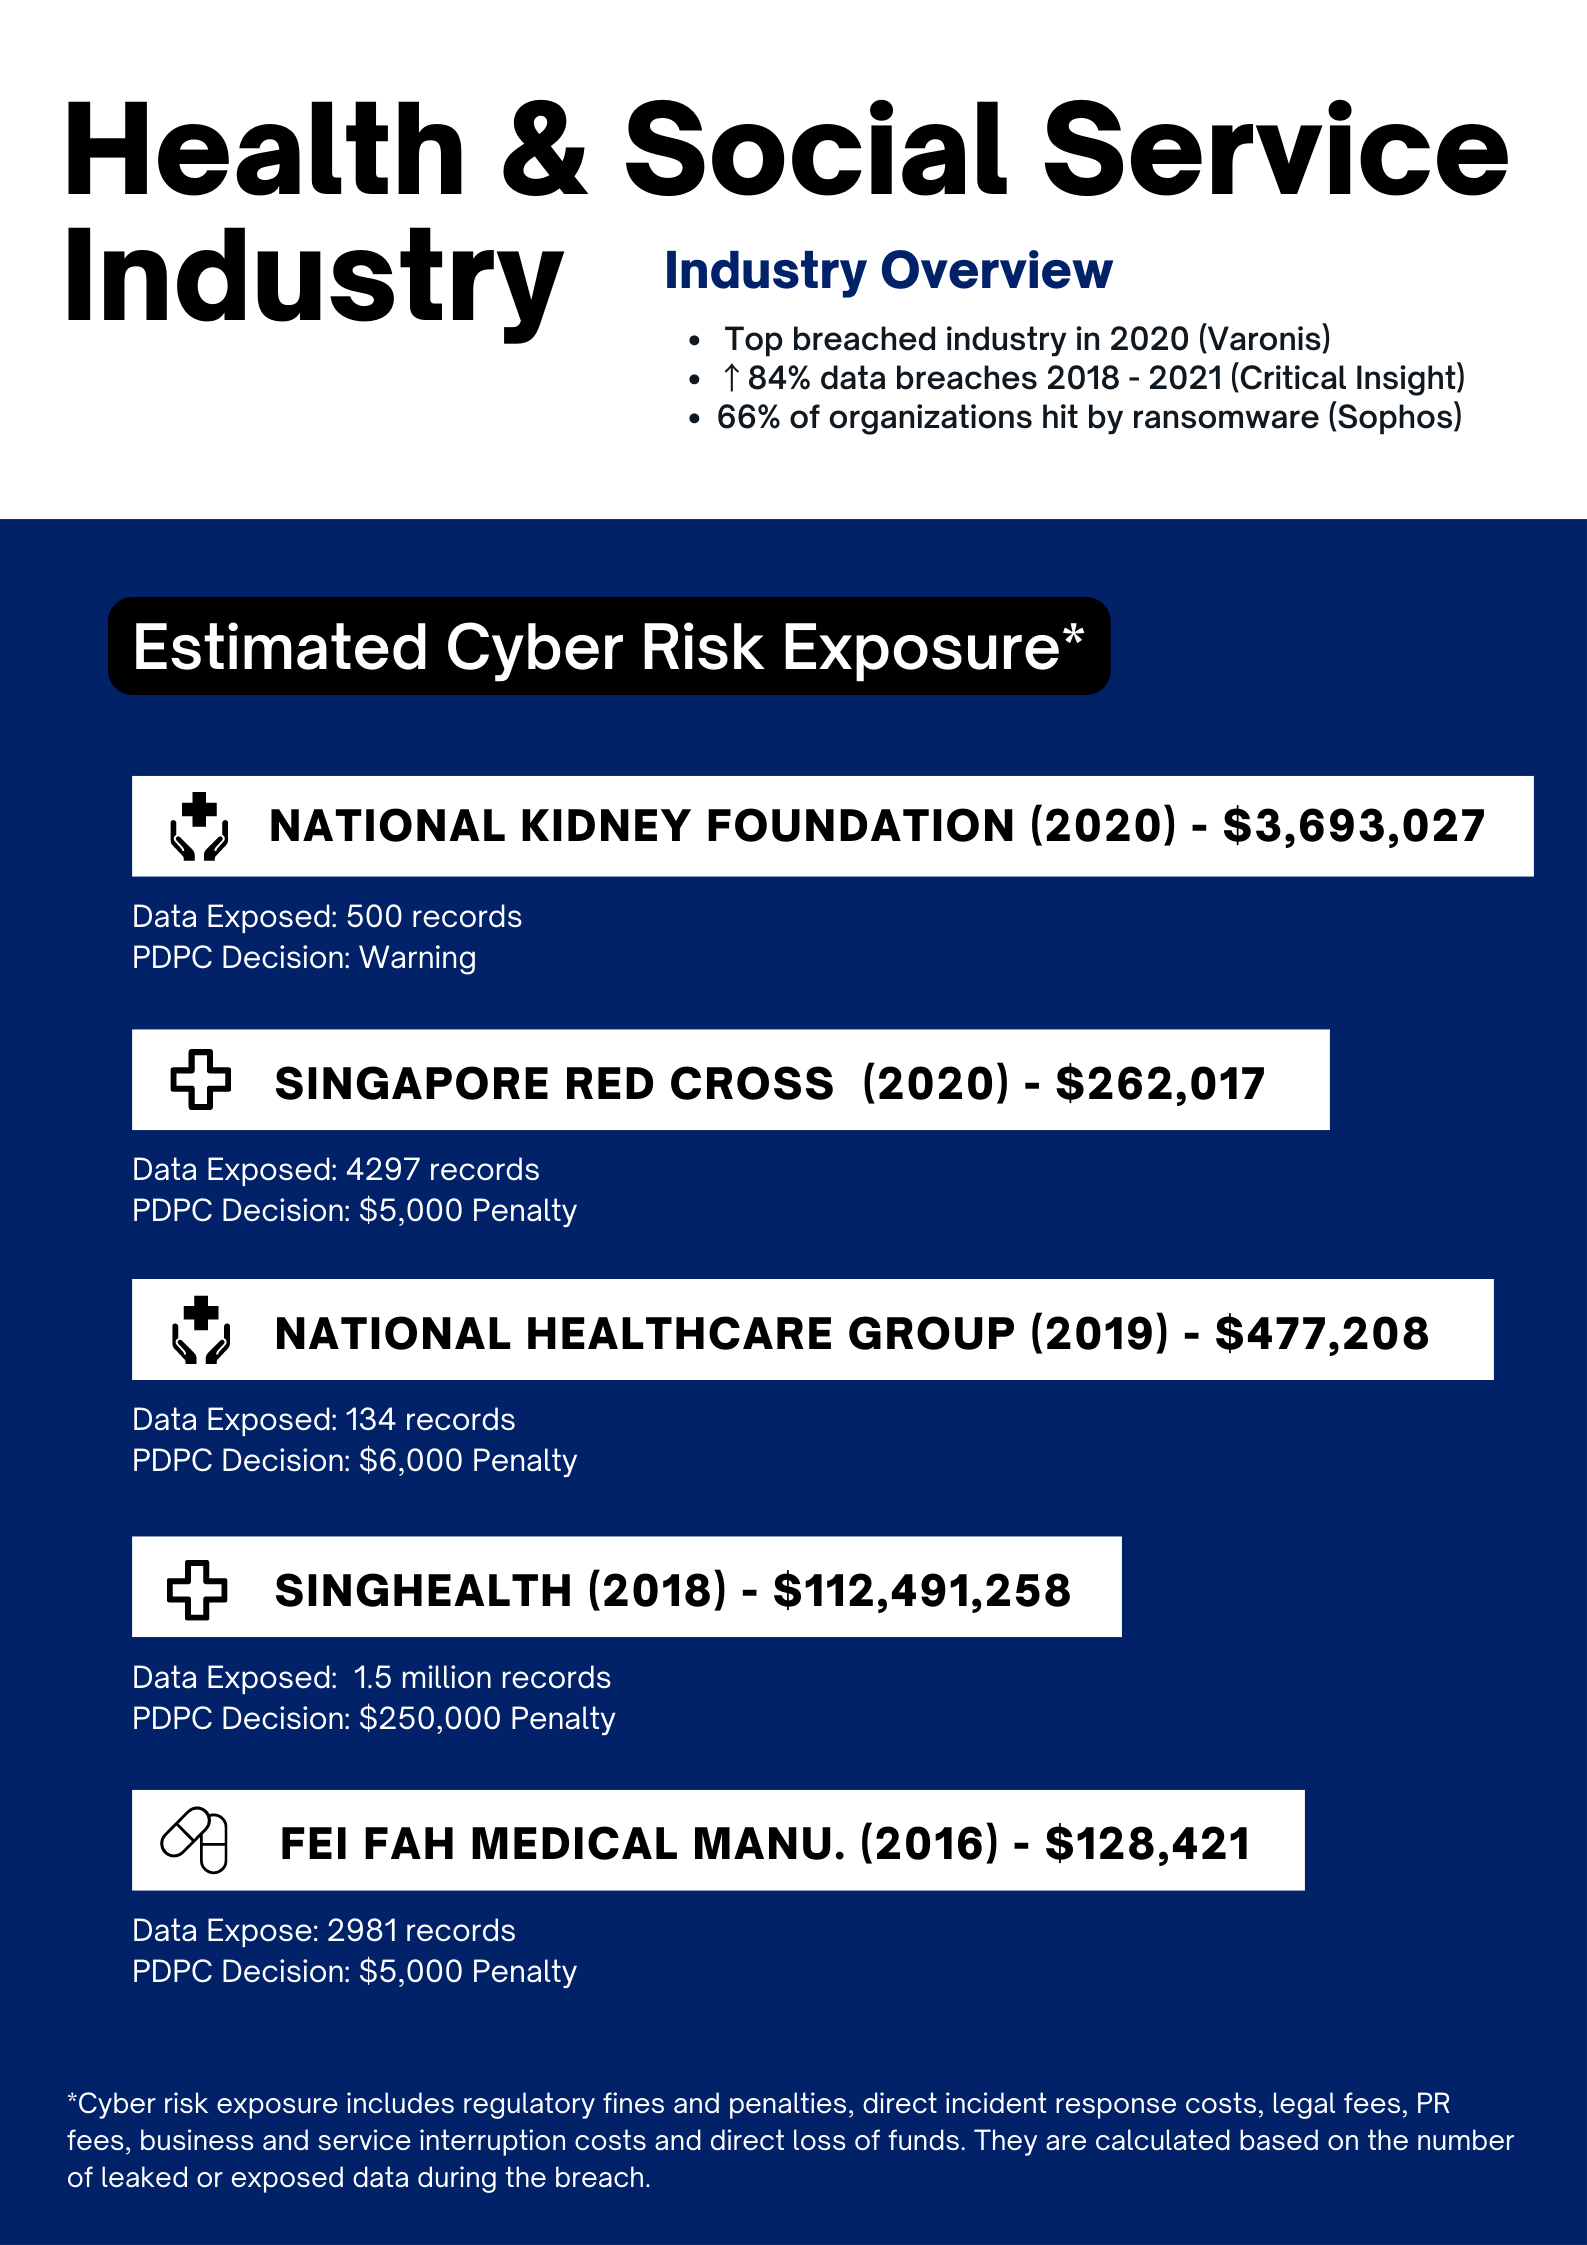 Health & Social Service
Industry
Industry Overview
• Top breached industry in 2020 (Varonis)
• ↑ 84% data breaches 2018 - 2021 (Critical Insight)
• 66% of organizations hit by ransomware (Sophos)
Estimated Cyber Risk Exposure*
NATIONAL KIDNEY FOUNDATION (2020) - $3,693,027
Data Exposed: 500 records
PDPC Decision: Warning
SINGAPORE RED CROSS (2020) - $262,017
Data Exposed: 4297 records
PDPC Decision: $5,000 Penalty
NATIONAL HEALTHCARE GROUP (2019) - $477,208
Data Exposed: 134 records
PDPC Decision: $6,000 Penalty
SINGHEALTH (2018) - $112,491,258
Data Exposed: 1.5 million records
PDPC Decision: $250,000 Penalty
FEI FAH MEDICAL MANU. (2016) - $128,421
Data Expose: 2981 records
PDPC Decision: $5,000 Penalty
*Cyber risk exposure includes regulatory fines and penalties, direct incident response costs, legal fees, PR
fees, business and service interruption costs and direct loss of funds. They are calculated based on the number
of leaked or exposed data during the breach.